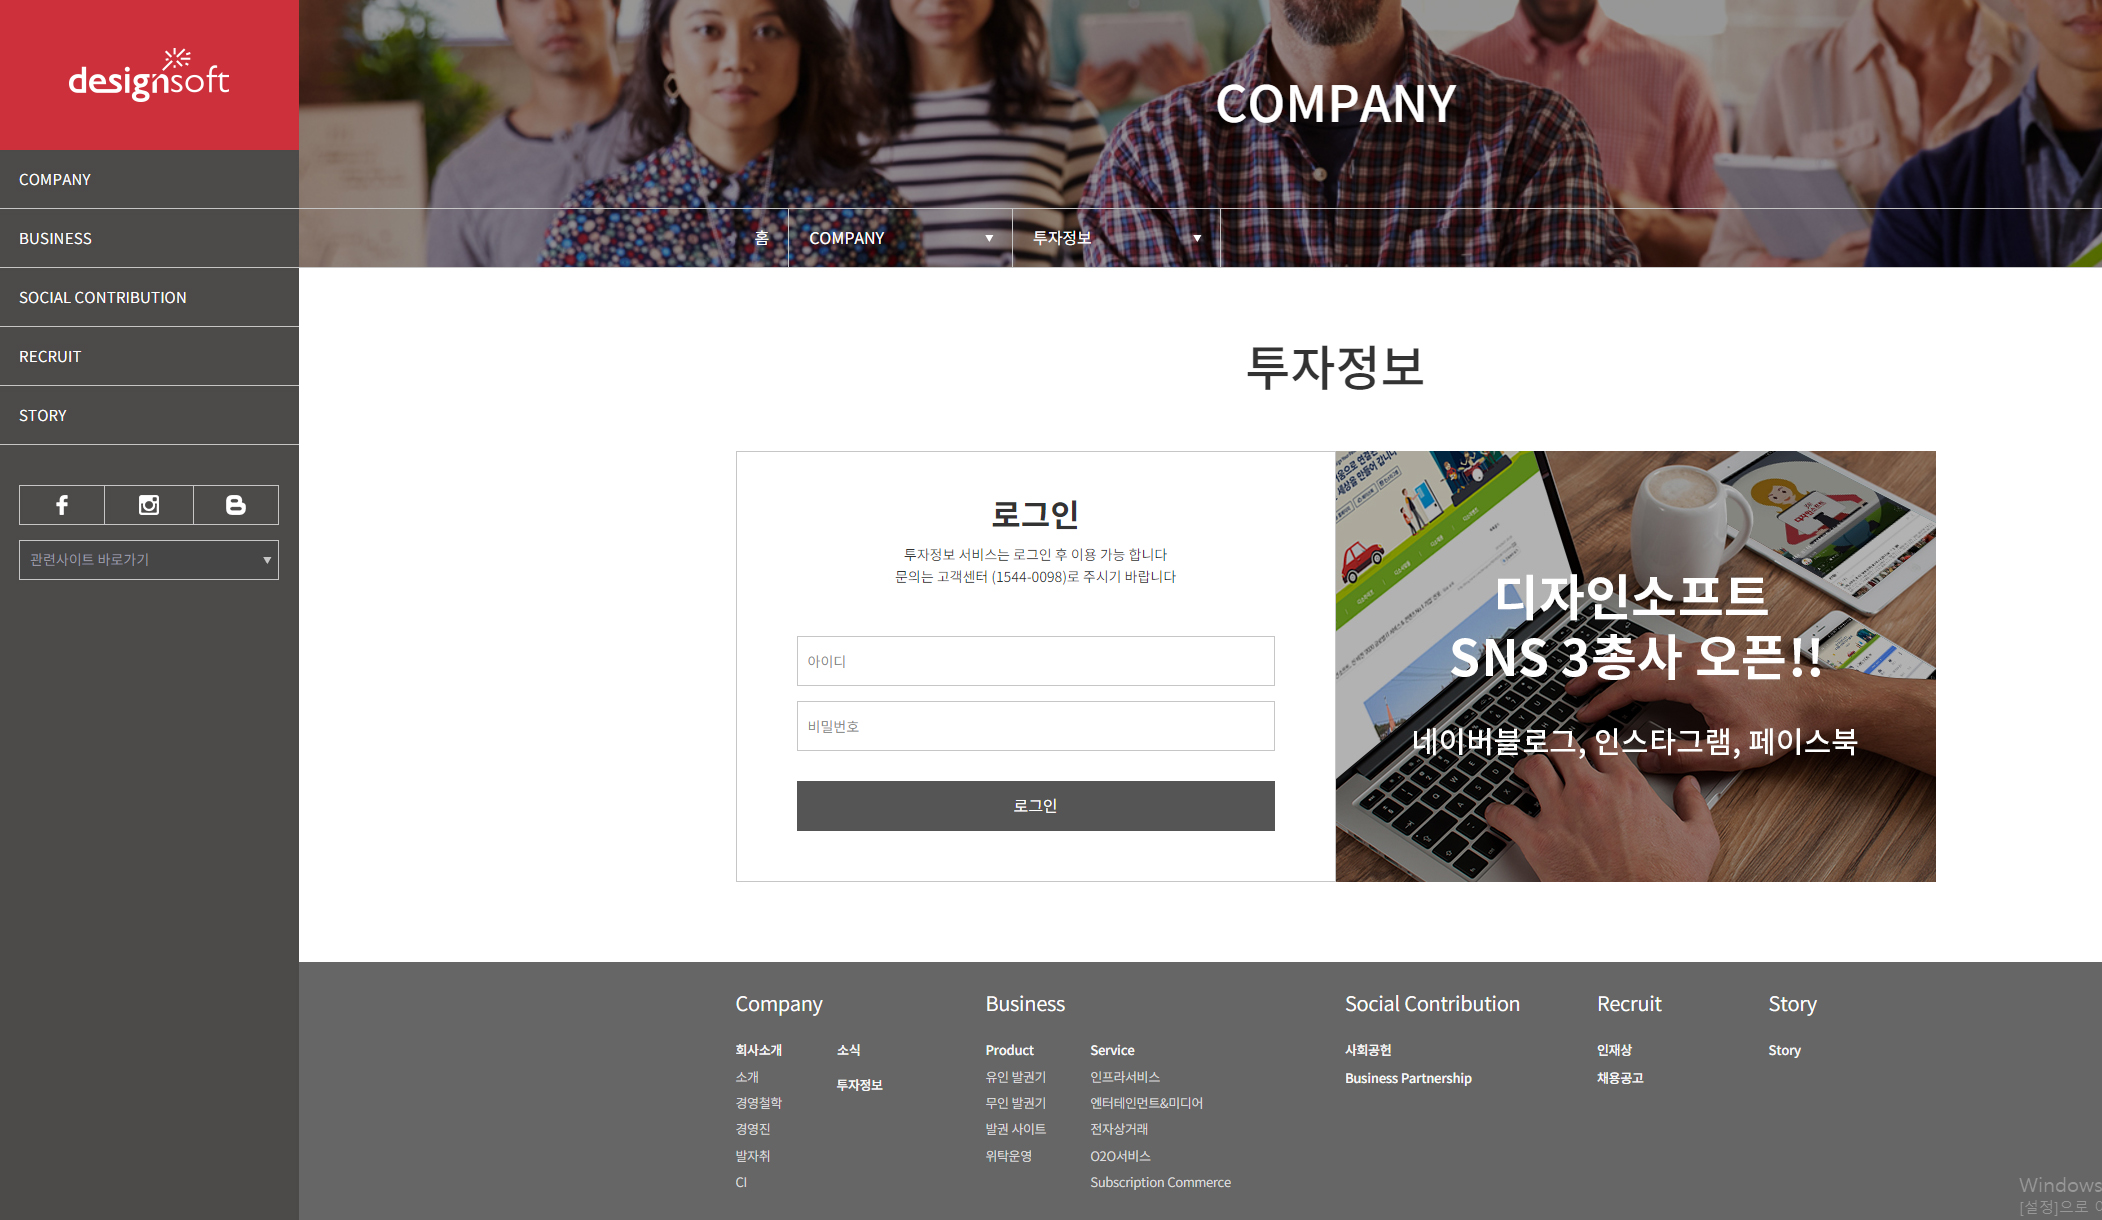 designsoft
COMPANY
BUSINESS
SOCIAL CONTRIBUTION
RECRUIT
STORY
관련사이트 바로가기
COMPANY
홈
COMPANY
투자정보
투자정보
로그인
투자정보 서비스는 로그인 후 이용 가능 합니다
문의는 고객센터 (1544-0098)로 주시기 바랍니다
아이디
비밀번호
로그인
디자인소프트
SNS 3총사 오픈!!
네이버블로그, 인스타그램, 페이스북
Company
회사소개
소개
경영철학
경영진
발자취
CI
소식
투자정보
Business
Product
유인 발권기
무인 발권기
발권 사이트
위탁운영
Service
인프라서비스
엔터테인먼트&미디어
전자상거래
O2O서비스
Subscription Commerce
Social Contribution
사회공헌
Business Partnership
Recruit
인재상
채용공고
Story
Story
Windows
[설정]으로